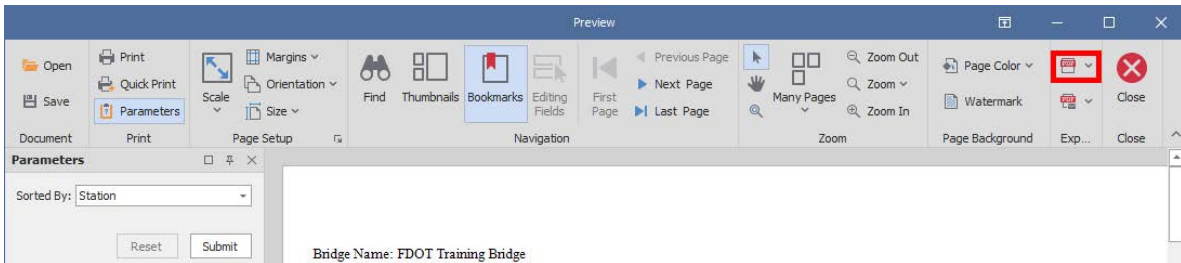 Preview
Open
Save
Document
Print
Quick Print
Parameters
Print
Scale
Margins
Orientation
Size
Page Setup
Find
Thumbnails
Bookmarks
Editing
Fields
First
Page
Previous Page
Next Page
Last Page
Navigation
Many Pages
Zoom Out
Zoom
Zoom In
Zoom
Page Color
Watermark
Page Background
PDF
PDF
Exp...
Close
Close
Parameters
Sorted By: Station
Reset Submit
Bridge Name: FDOT Training Bridge